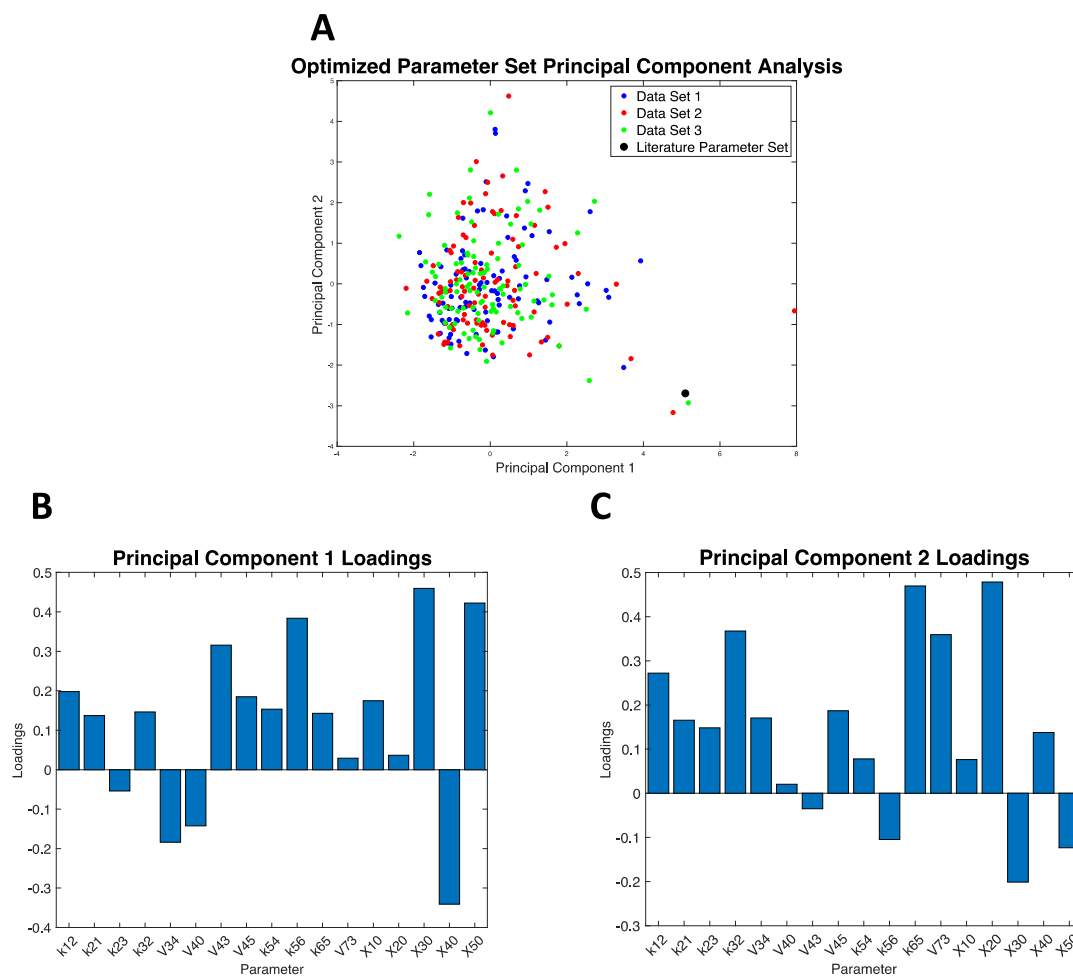 A
Optimized Parameter Set Principal Component Analysis
5
4
3
2
1
0
-1
-2
-3
-4
-4
-2
0
2
4
6
8
Principal Component 2
Principal Component 1
Data Set 1
Data Set 2
Data Set 3
Literature Parameter Set
B
Principal Component 1 Loadings
0.5
0.4
0.3
0.2
0.1
0
-0.1
-0.2
-0.3
-0.4
Loadings
k12 k21 k23 k32 V34 V40 V43 V45 k54 k56 k65 V73 X10 X20 X30 X40 X50
Parameter
C
Principal Component 2 Loadings
0.5
0.4
0.3
0.2
0.1
0
-0.1
-0.2
-0.3
Loadings
k12 k21 k23 k32 V34 V40 V43 V45 k54 k56 k65 V73 X10 X20 X30 X40 X50
Parameter